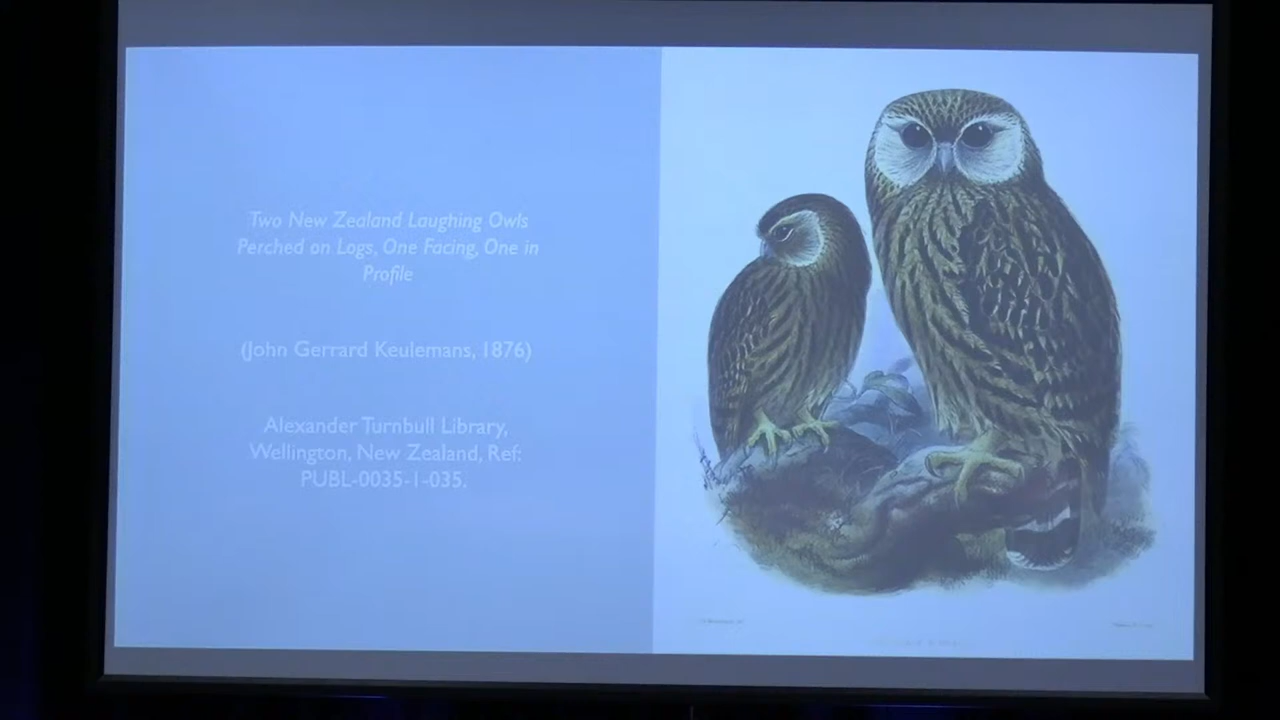 Two New Zealand Laughing Owls
Perched on Logs, One Facing, One in
Profile
(John Gerrard Keulemans, 1876)
Alexander Turnbull Library,
Wellington, New Zealand, Ref:
PUBL-0035-1-035.